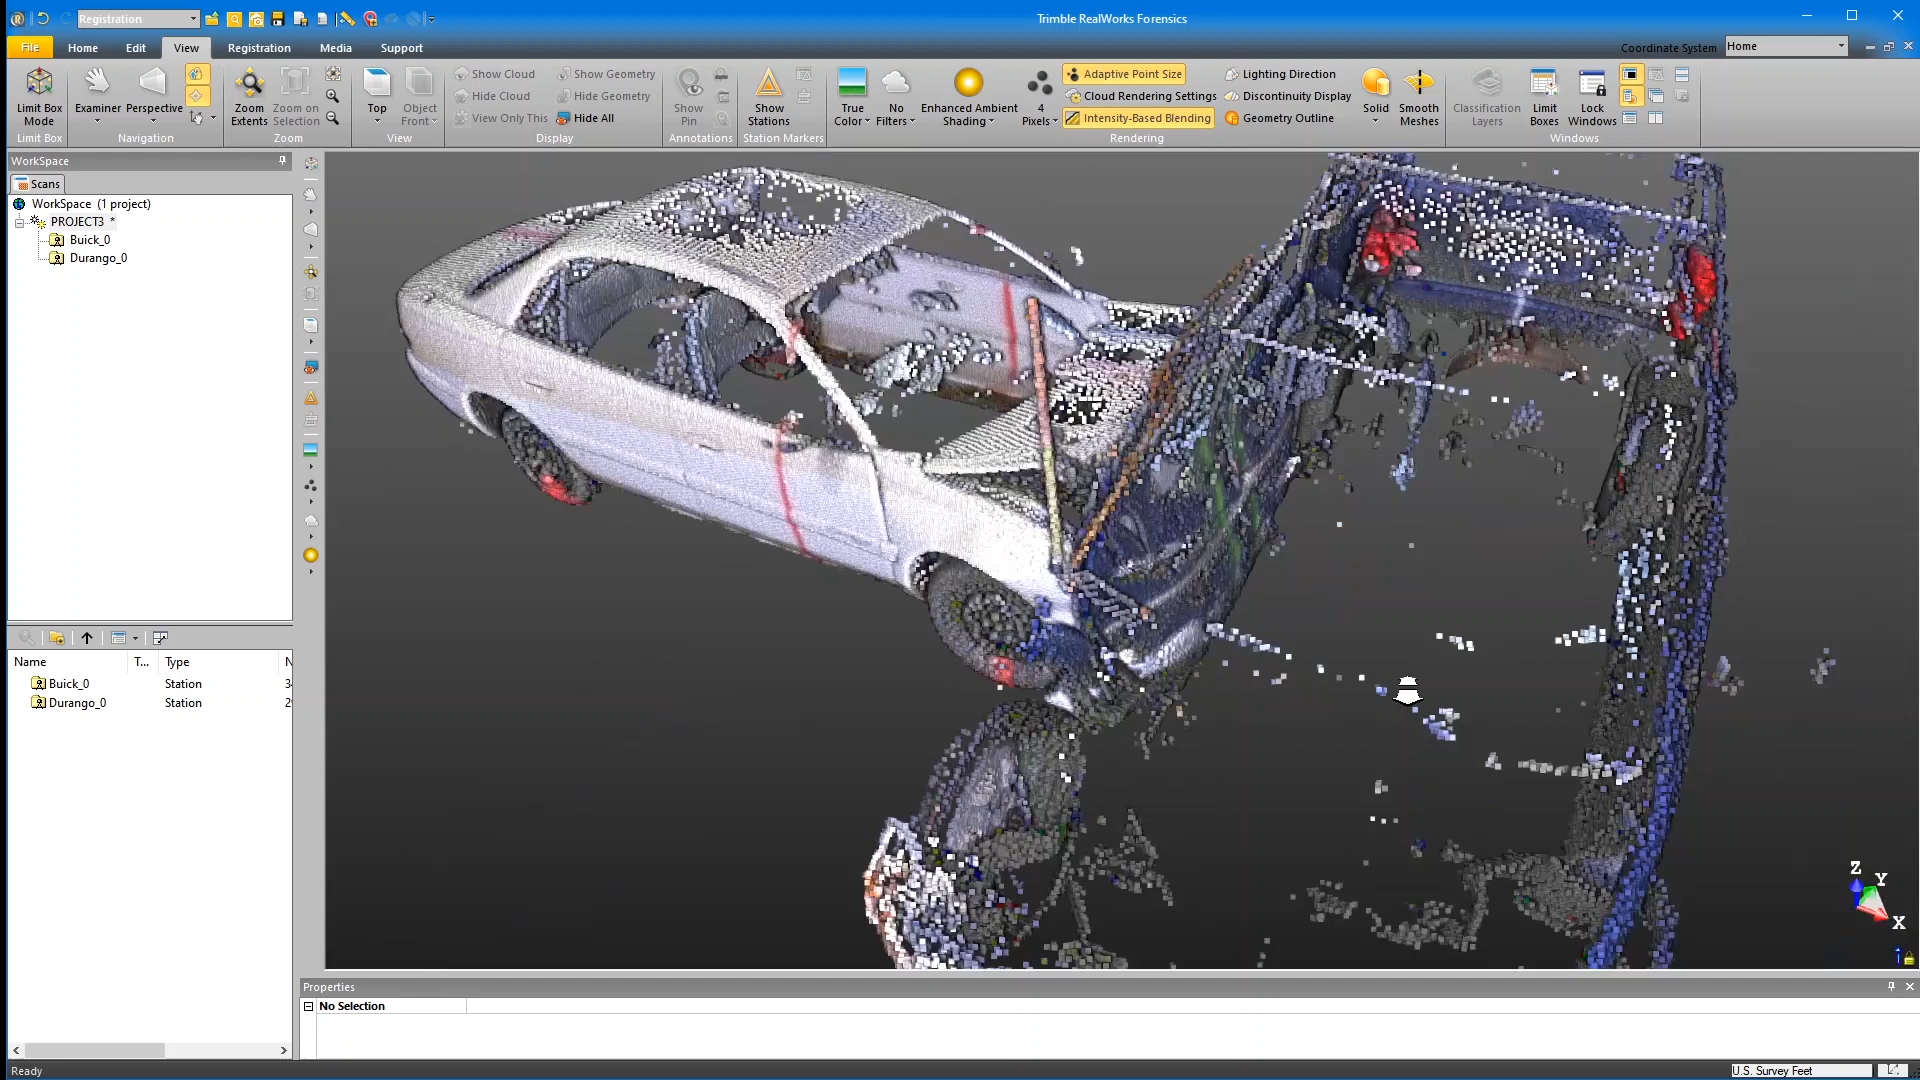 Registration
Trimble RealWorks Forensics
File
Home
Edit
View
Registration
Media
Support
Coordinate System
Home
Limit Box Mode
Limit Box
Examiner
Perspective
Navigation
Zoom Extents
Zoom on Selection
Zoom
Top
Object Front
View
Show Cloud
Hide Cloud
View Only This
Show Geometry
Hide Geometry
Hide All
Display
Show Pin
Annotations
Show Stations
Station Markers
True Color
No Filters
Enhanced Ambient Shading
4 Pixels
Adaptive Point Size
Cloud Rendering Settings
Intensity-Based Blending
Lighting Direction
Discontinuity Display
Geometry Outline
Solid
Smooth Meshes
Rendering
Classification Layers
Limit Boxes
Lock Windows
Windows
WorkSpace
Scans
WorkSpace (1 project)
PROJECT3 *
Buick_0
Durango_0
Name T... Type N
Buick_0 Station 3
Durango_0 Station 2
Z
Y
X
Properties
No Selection
Ready
U.S. Survey Feet